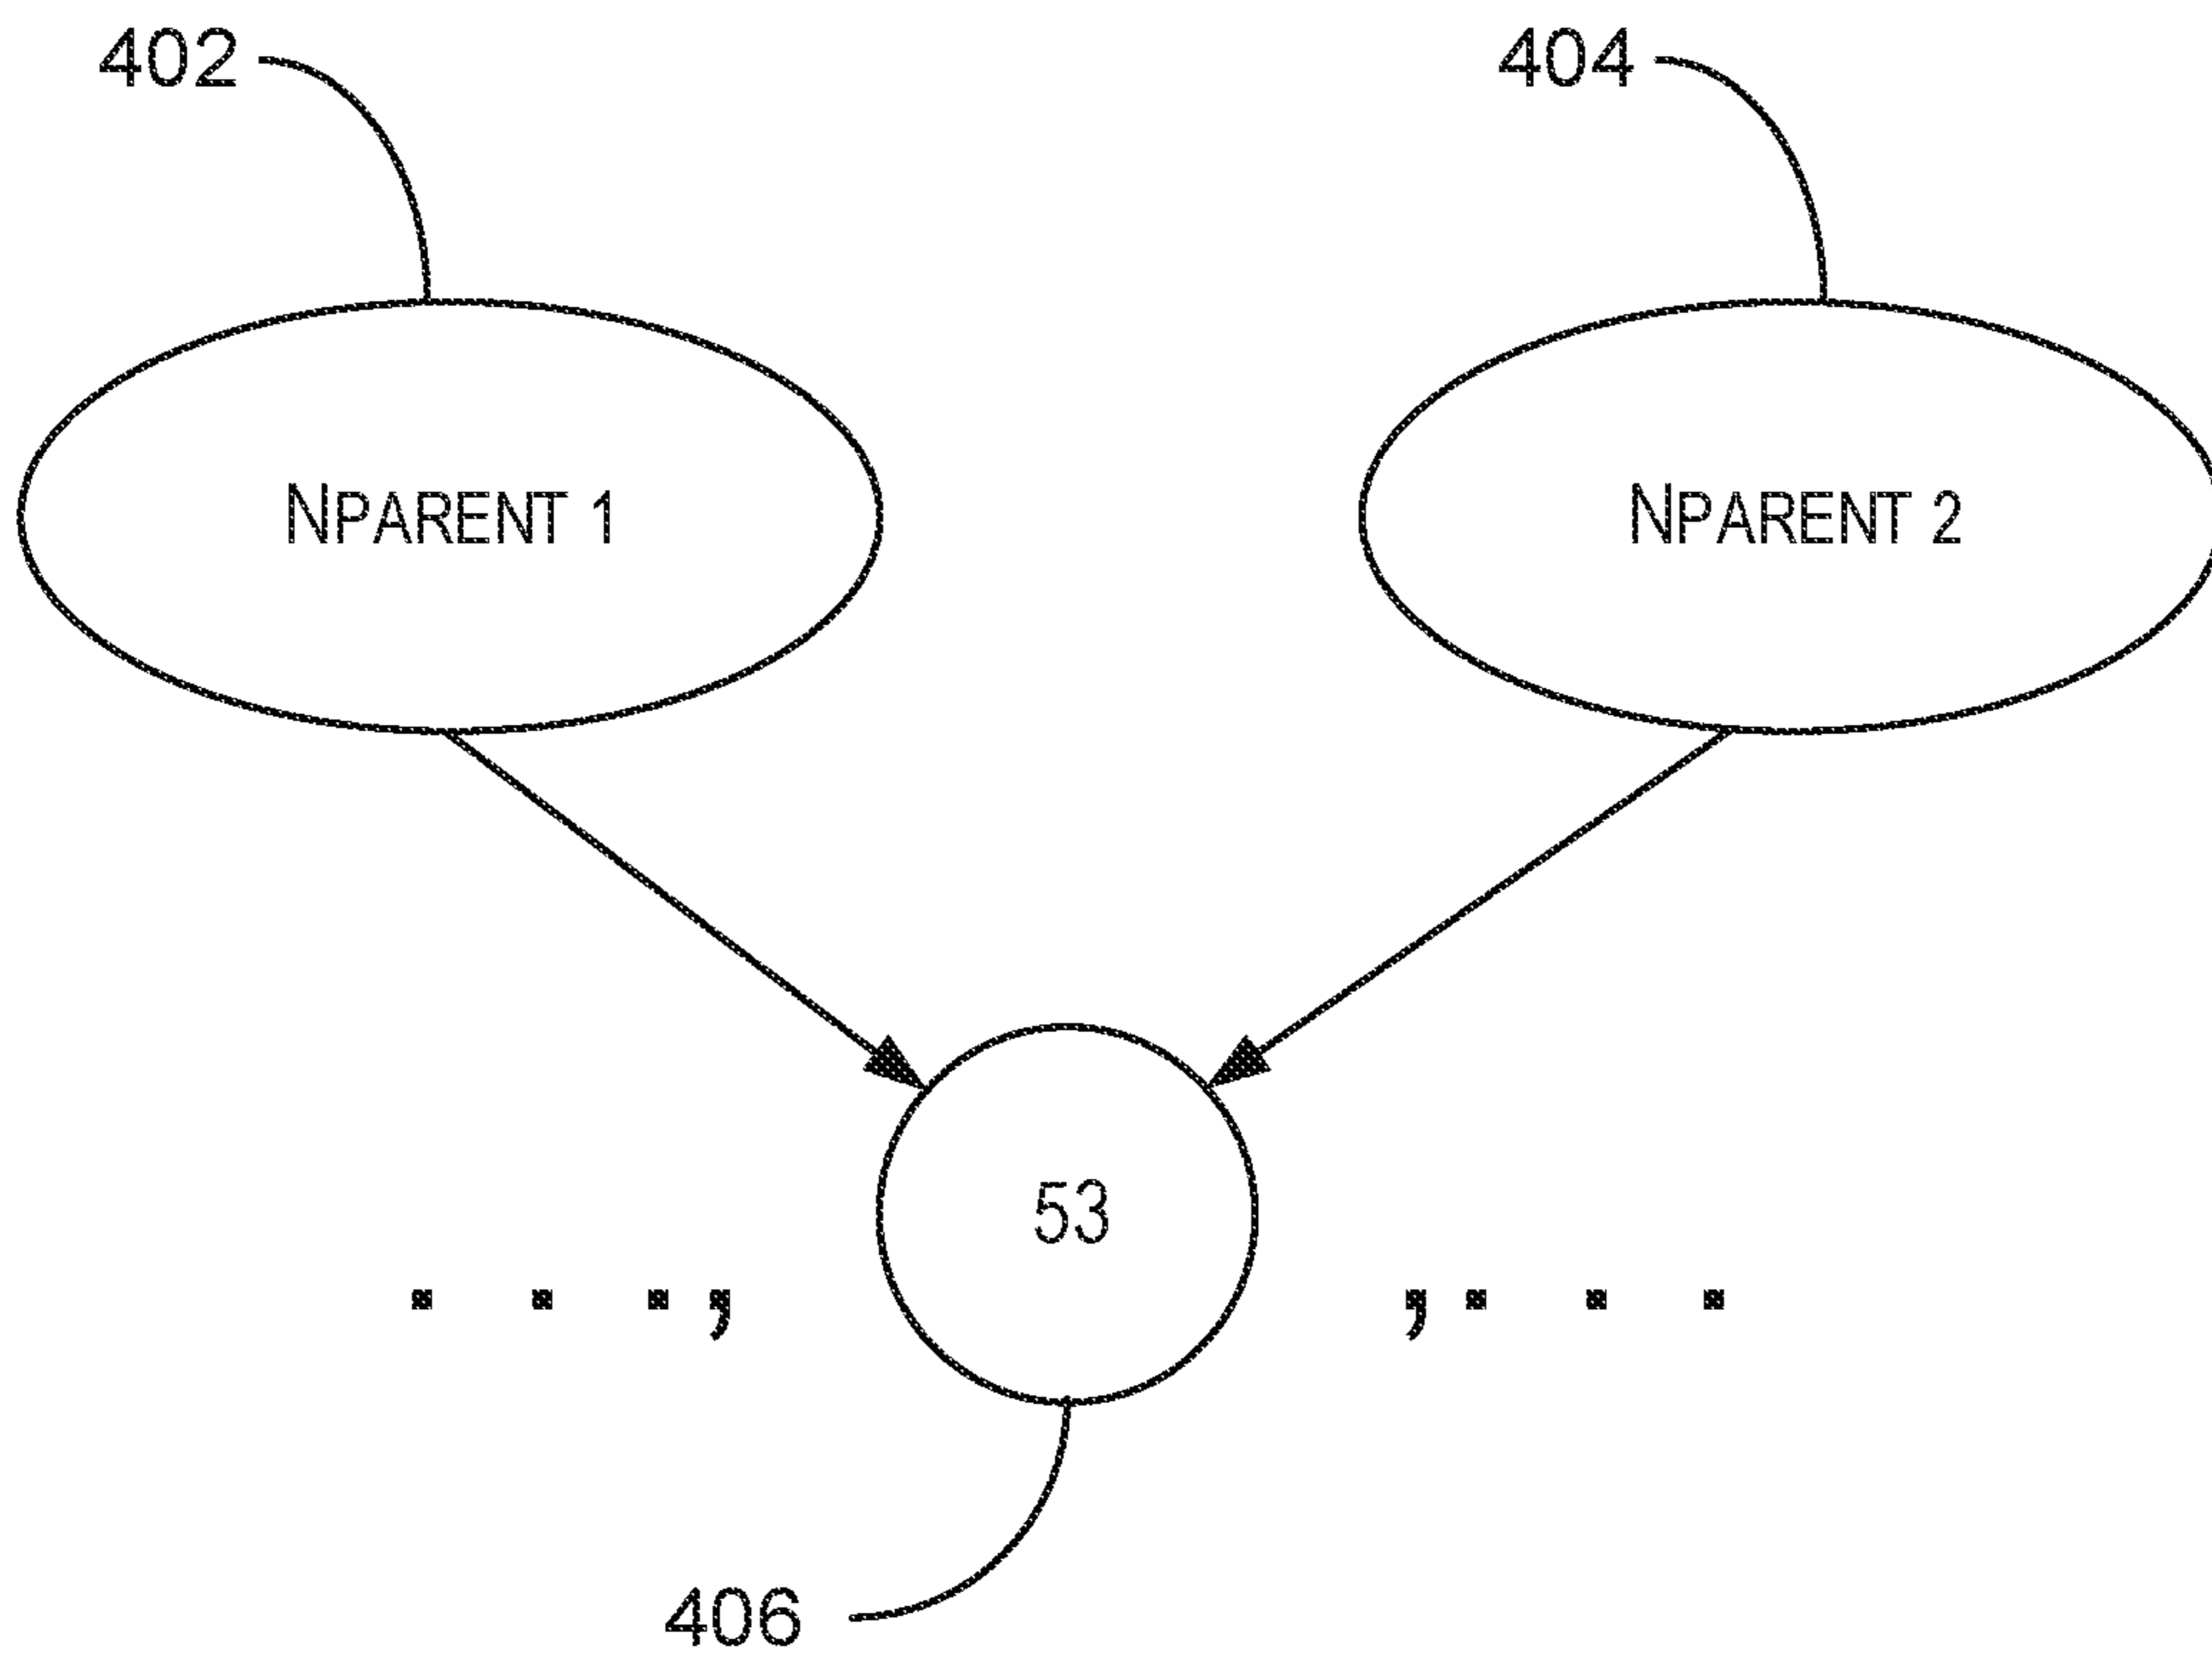 402
404
NPARENT 1
NPARENT 2
53
. . . ,
, . . .
406